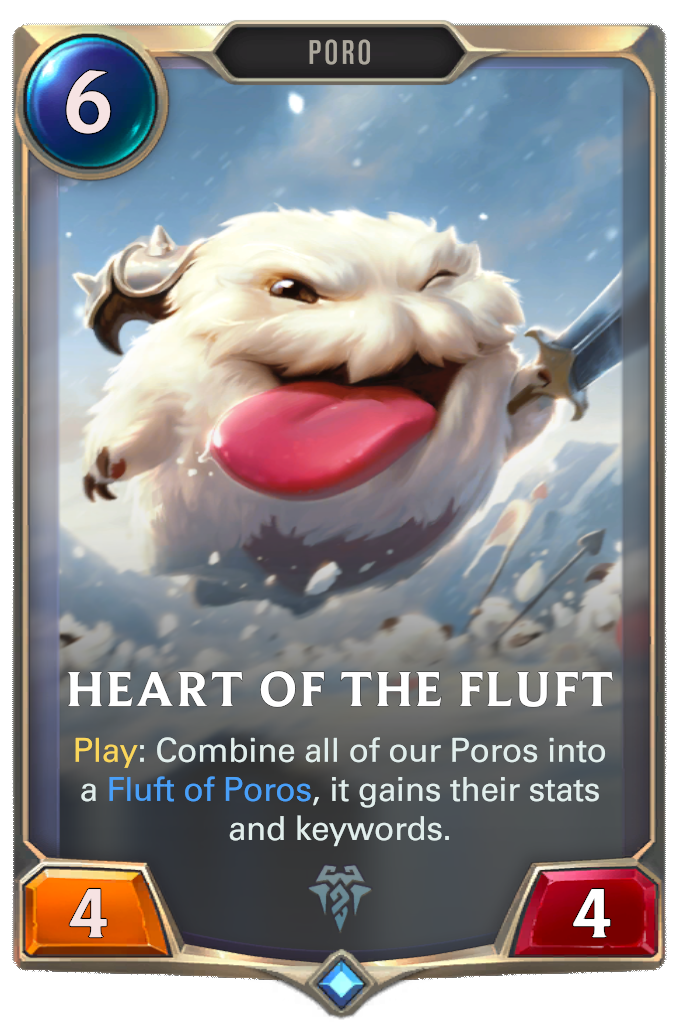 6
PORO
HEART OF THE FLUFT
Play: Combine all of our Poros into
a Fluft of Poros, it gains their stats
and keywords.
4
4